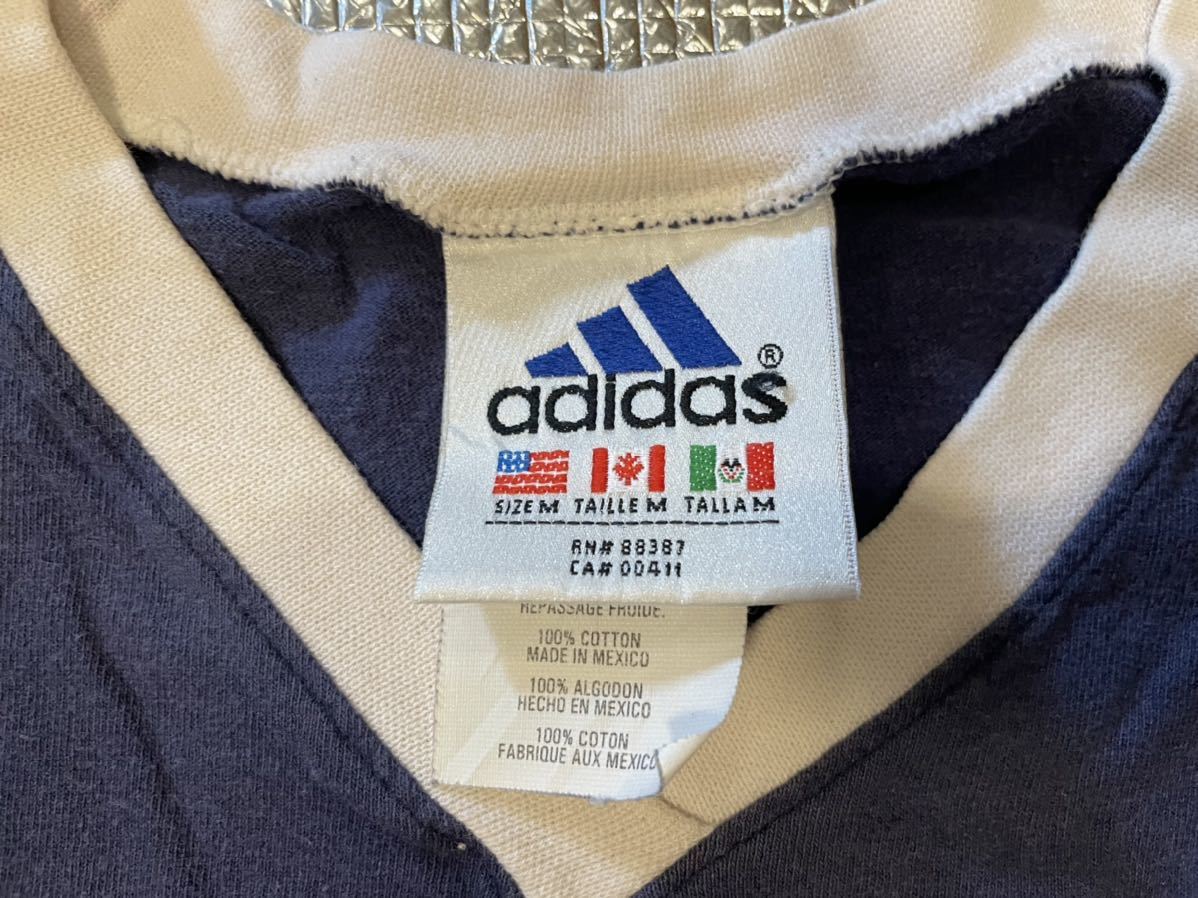 adidas®
SIZE M TAILLE M TALLA M
RN# 88387
CA# 00411
REPASSAGE FROIDE.
100% COTTON
MADE IN MEXICO
100% ALGODON
HECHO EN MEXICO
100% COTON
FABRIQUE AUX MEXICO